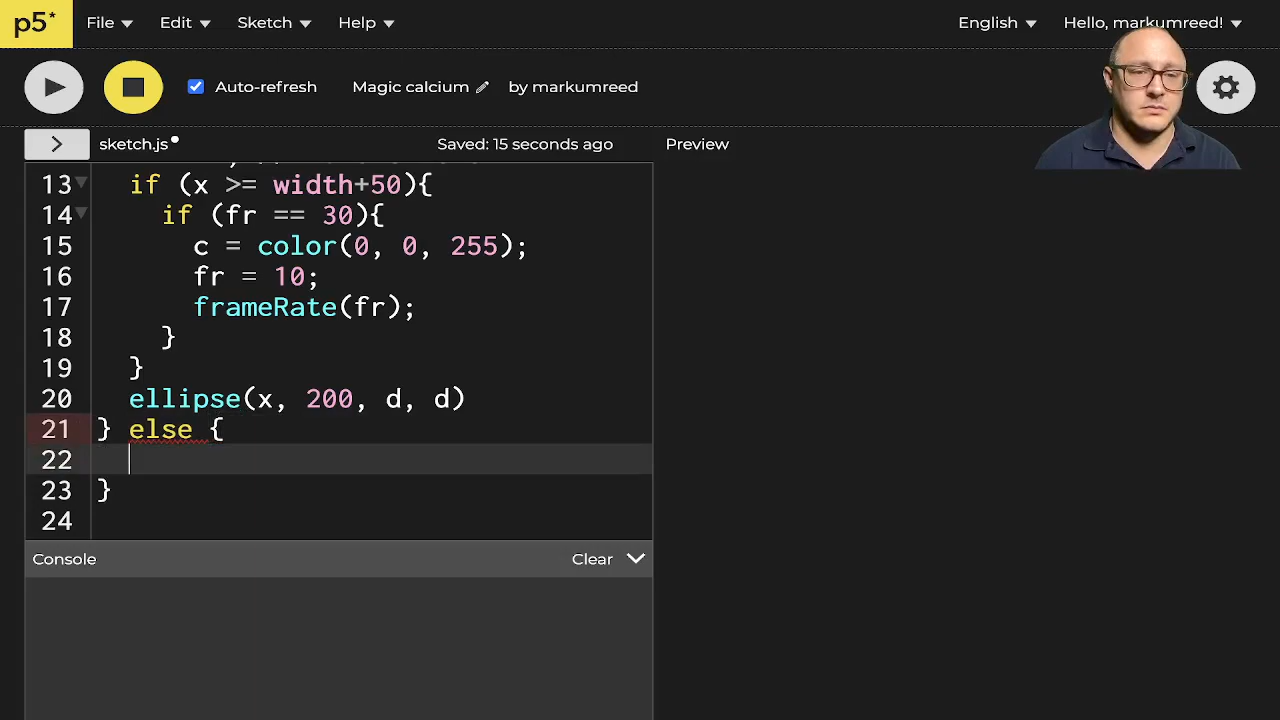 p5* File Edit Sketch Help English Hello, markumreed!
Auto-refresh Magic calcium by markumreed
sketch.js Saved: 15 seconds ago Preview
13 if (x >= width+50){
14 if (fr == 30){
15 c = color(0, 0, 255);
16 fr = 10;
17 frameRate(fr);
18 }
19 }
20 ellipse(x, 200, d, d)
21 } else {
22
23 }
24
Console Clear